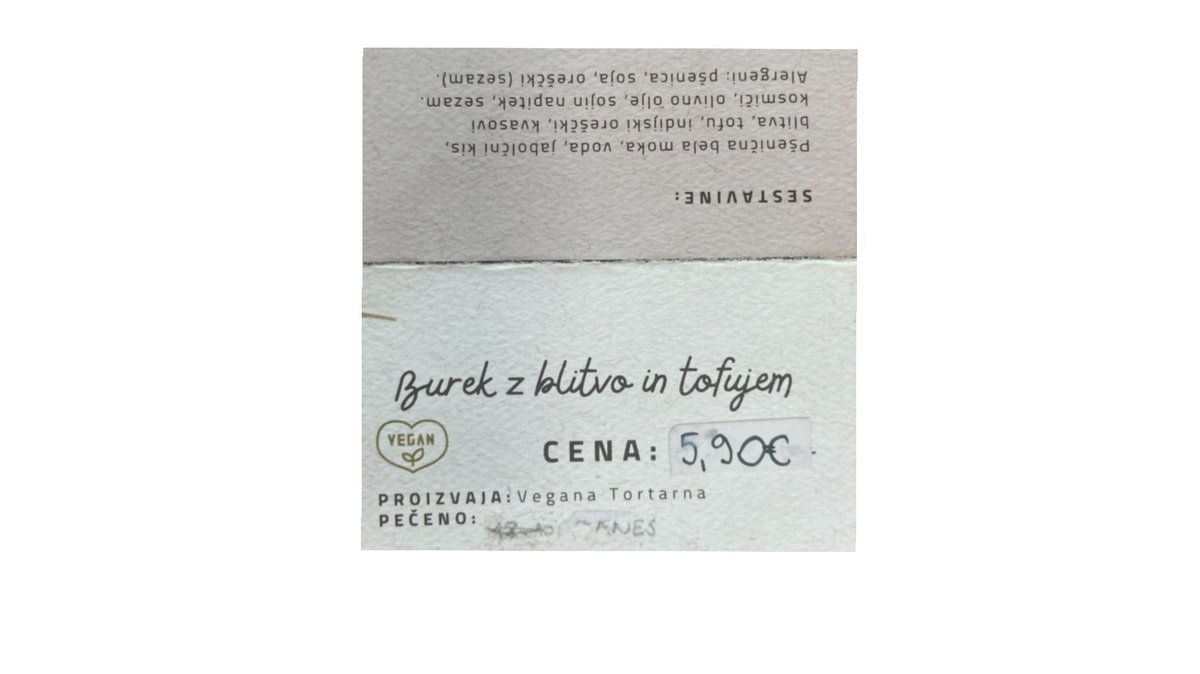 SESTAVINE:
Pšenična bela moka, voda, jabolčni kis,
blitva, tofu, indijski oreščki, kvasovi
kosmiči, olivno olje, sojin napitek, sezam.
Alergeni: pšenica, soja, oreščki (sezam).
Burek z blitvo in tofujem
VEGAN
CENA: 5,90€
PROIZVAJA: Vegana Tortarna
PEČENO: